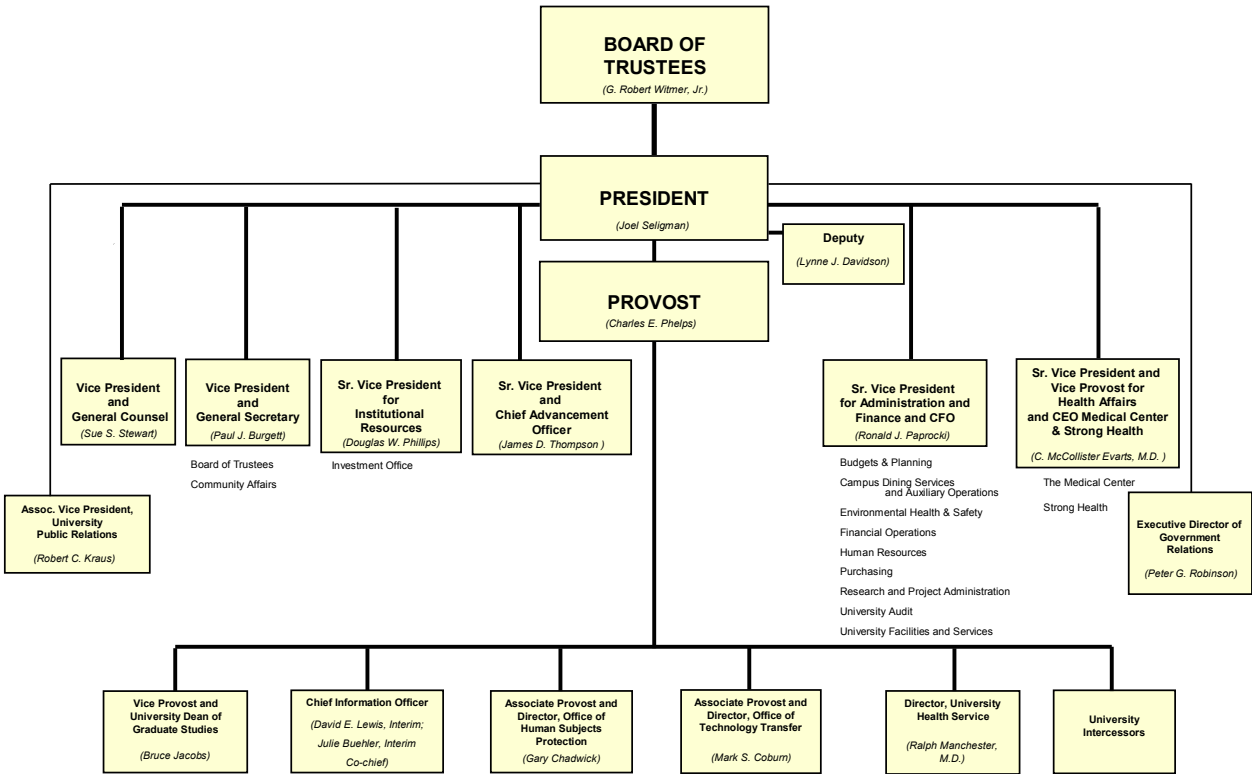 BOARD OF
TRUSTEES
(G. Robert Witmer, Jr.)
PRESIDENT
(Joel Seligman)
Deputy
(Lynne J. Davidson)
PROVOST
(Charles E. Phelps)
Vice President
and
General Counsel
(Sue S. Stewart)
Vice President
and
General Secretary
(Paul J. Burgett)
Board of Trustees
Community Affairs
Sr. Vice President
for
Institutional
Resources
(Douglas W. Phillips)
Investment Office
Sr. Vice President
and
Chief Advancement
Officer
(James D. Thompson )
Sr. Vice President
for Administration and
Finance and CFO
(Ronald J. Paprocki)
Budgets & Planning
Campus Dining Services
and Auxiliary Operations
Environmental Health & Safety
Financial Operations
Human Resources
Purchasing
Research and Project Administration
University Audit
University Facilities and Services
Sr. Vice President and
Vice Provost for
Health Affairs
and CEO Medical Center
& Strong Health
(C. McCollister Evarts, M.D. )
The Medical Center
Strong Health
Assoc. Vice President,
University
Public Relations
(Robert C. Kraus)
Executive Director of
Government
Relations
(Peter G. Robinson)
Vice Provost and
University Dean of
Graduate Studies
(Bruce Jacobs)
Chief Information Officer
(David E. Lewis, Interim;
Julie Buehler, Interim
Co-chief)
Associate Provost and
Director, Office of
Human Subjects
Protection
(Gary Chadwick)
Associate Provost and
Director, Office of
Technology Transfer
(Mark S. Coburn)
Director, University
Health Service
(Ralph Manchester,
M.D.)
University
Intercessors